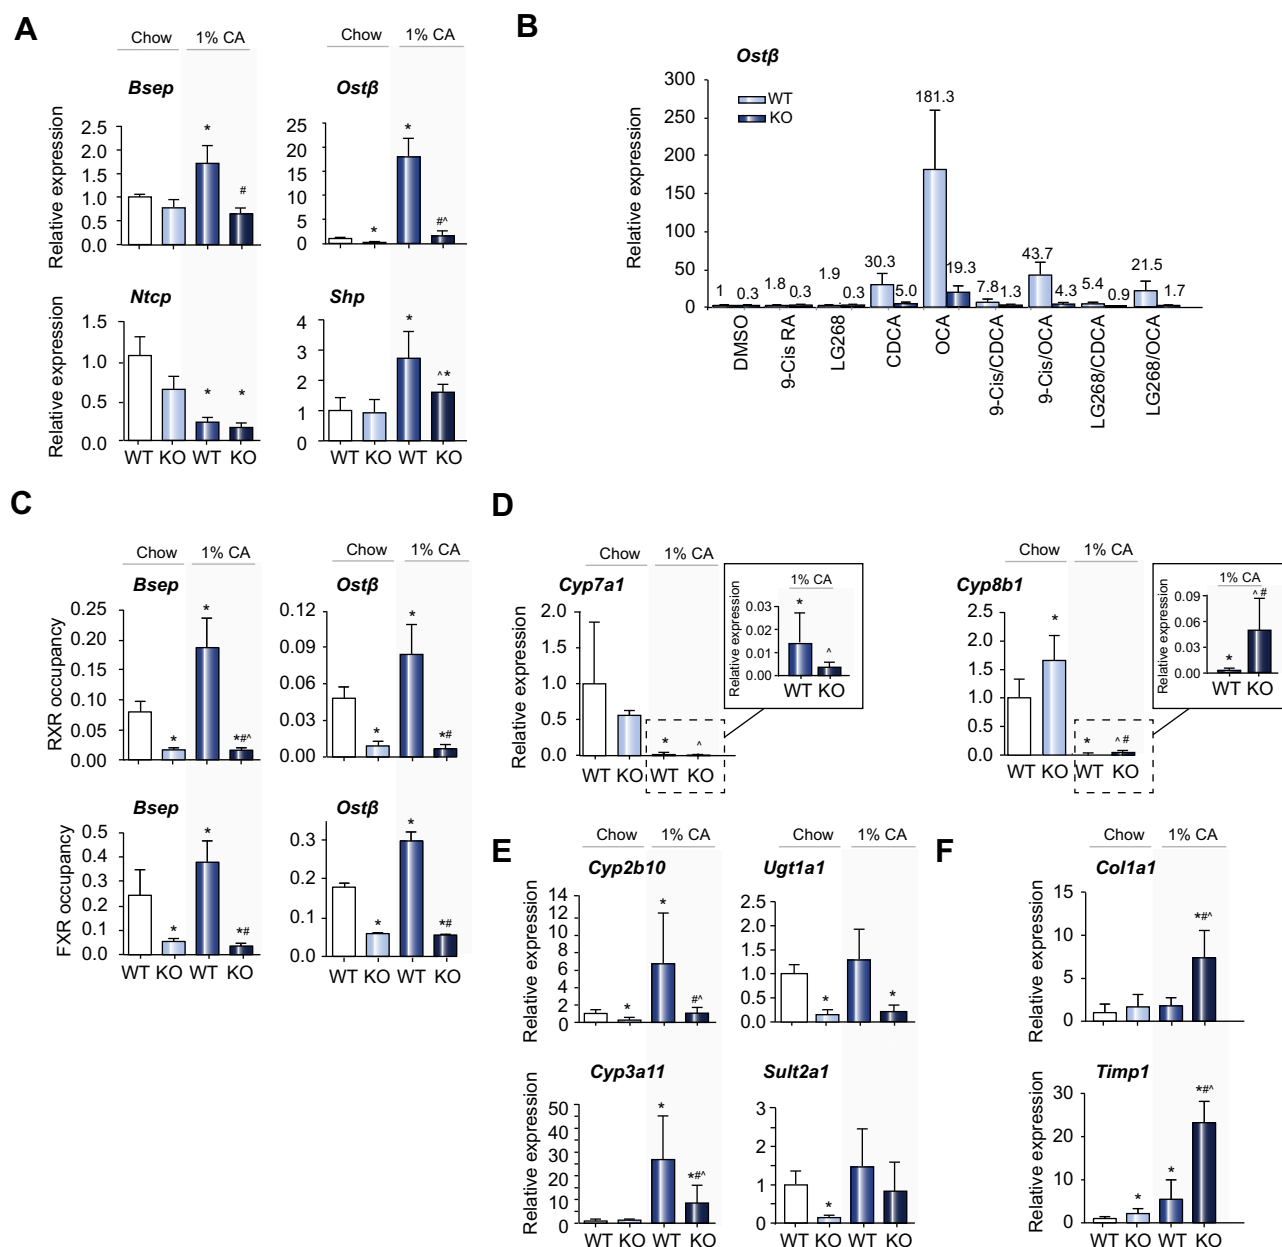 A
Chow 1% CA Chow 1% CA
Bsep Ostβ
Relative expression
2.5
2.0
1.5
1.0
0.5
0.0
* #
25
20
15
10
5
0
* * #^
Ntcp Shp
Relative expression
1.5
1.0
0.5
0.0
* *
4
3
2
1
0
* ^*
WT KO WT KO WT KO WT KO
B
Ostβ
Relative expression
300
250
200
150
100
50
0
WT
KO
1 0.3 1.8 0.3 1.9 0.3 30.3 5.0 181.3 19.3 7.8 1.3 43.7 4.3 5.4 0.9 21.5 1.7
DMSO
9-Cis RA
LG268
CDCA
OCA
9-Cis/CDCA
9-Cis/OCA
LG268/CDCA
LG268/OCA
C
Chow 1% CA Chow 1% CA
Bsep Ostβ
RXR occupancy
0.25
0.20
0.15
0.10
0.05
0.00
* * *#^
0.12
0.09
0.06
0.03
0.00
* * *#
Bsep Ostβ
FXR occupancy
0.5
0.4
0.3
0.2
0.1
0.0
* * *#
0.3
0.2
0.1
0.0
* * *#
WT KO WT KO WT KO WT KO
D
Chow 1% CA
Cyp7a1
Relative expression
2.0
1.5
1.0
0.5
0.0
* ^
WT KO WT KO
1% CA
Relative expression
0.03
0.02
0.01
0.00
* ^
WT KO
Chow 1% CA
Cyp8b1
2.5
2.0
1.5
1.0
0.5
0.0
* * ^ #
WT KO WT KO
1% CA
Relative expression
0.09
0.06
0.03
0.00
* ^ #
WT KO
E
Chow 1% CA Chow 1% CA
Cyp2b10 Ugt1a1
Relative expression
14
12
10
8
6
4
2
0
* * #^
2.5
2.0
1.5
1.0
0.5
0.0
* *
Cyp3a11 Sult2a1
Relative expression
50
40
30
20
10
0
* *#^
3
2
1
0
*
WT KO WT KO WT KO WT KO
F
Chow 1% CA
Col1a1
Relative expression
15
10
5
0
*#^
Timp1
Relative expression
30
20
10
0
* * *#^
WT KO WT KO